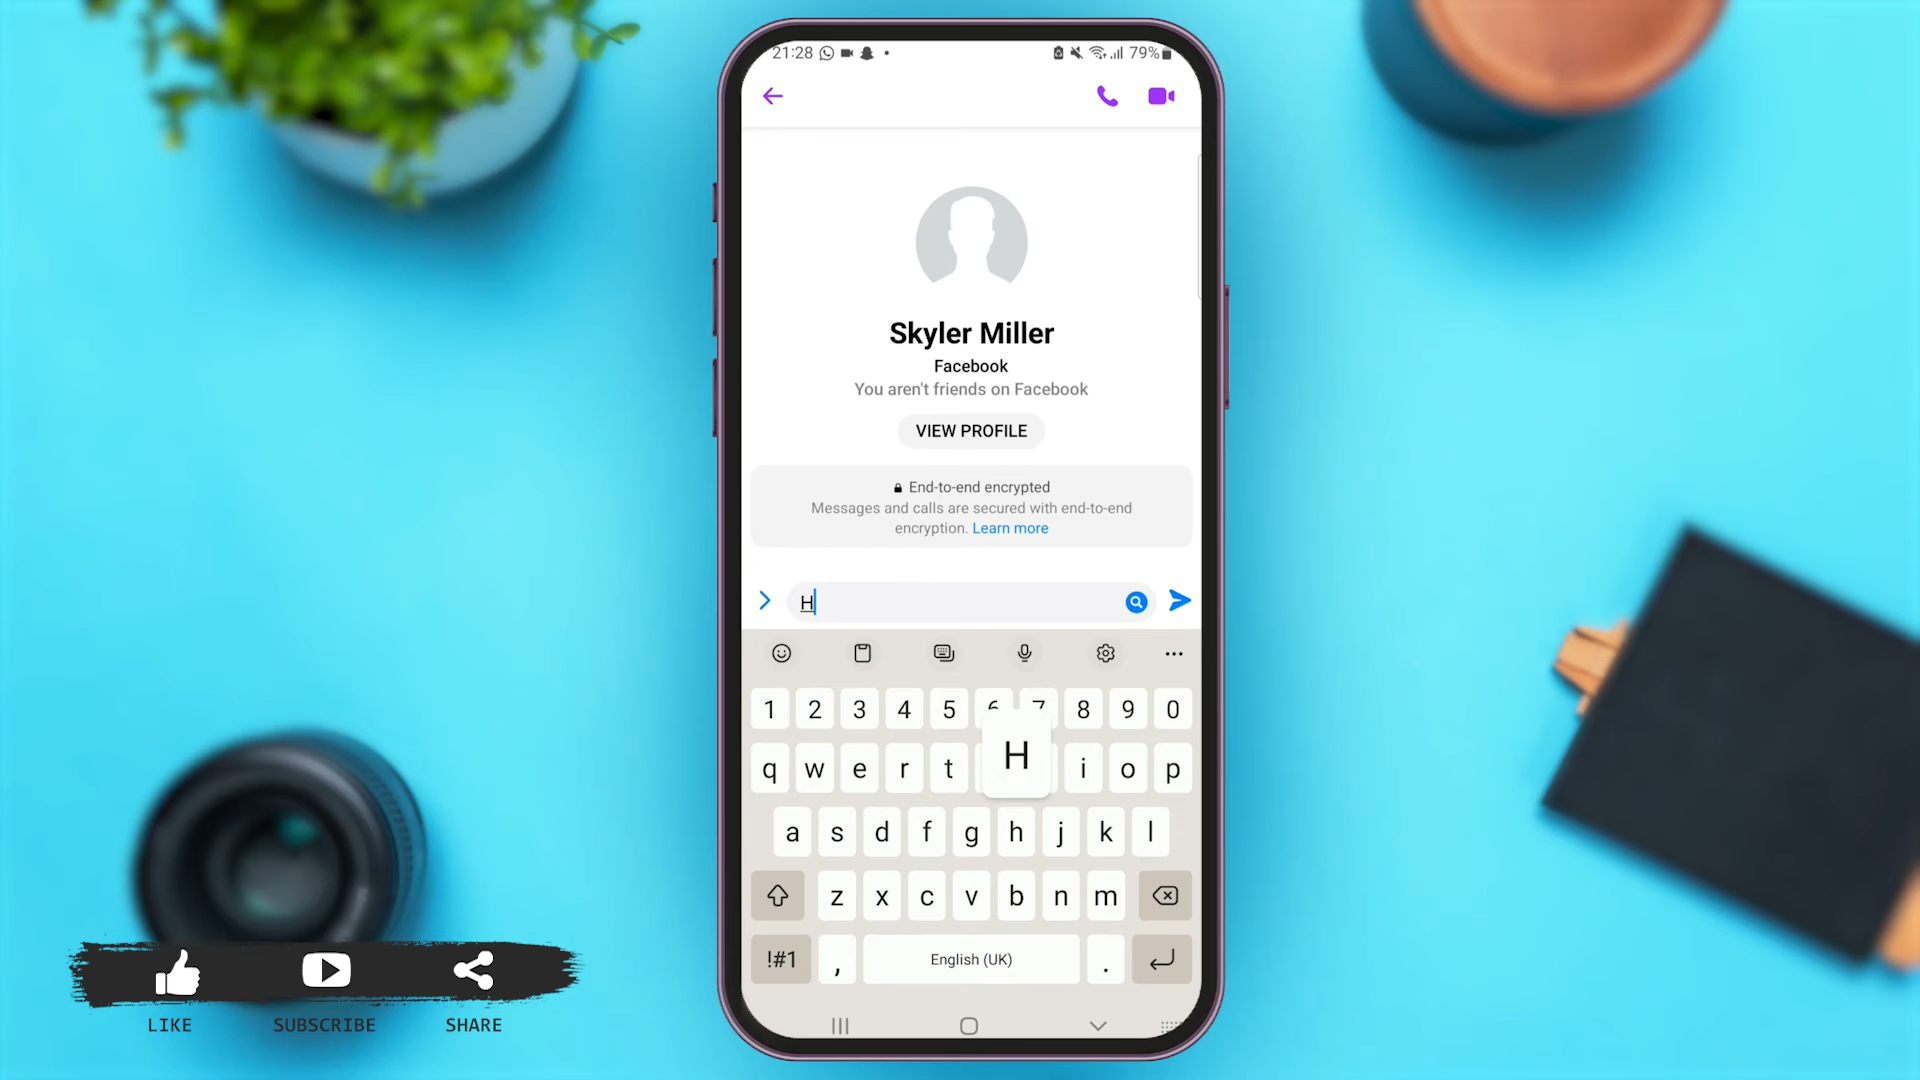 21:28
79%
Skyler Miller
Facebook
You aren't friends on Facebook
VIEW PROFILE
End-to-end encrypted
Messages and calls are secured with end-to-end
encryption. Learn more
H
1 2 3 4 5 6 7 8 9 0
H
q w e r t i o p
a s d f g h j k l
z x c v b n m
!#1 , English (UK) .
LIKE SUBSCRIBE SHARE